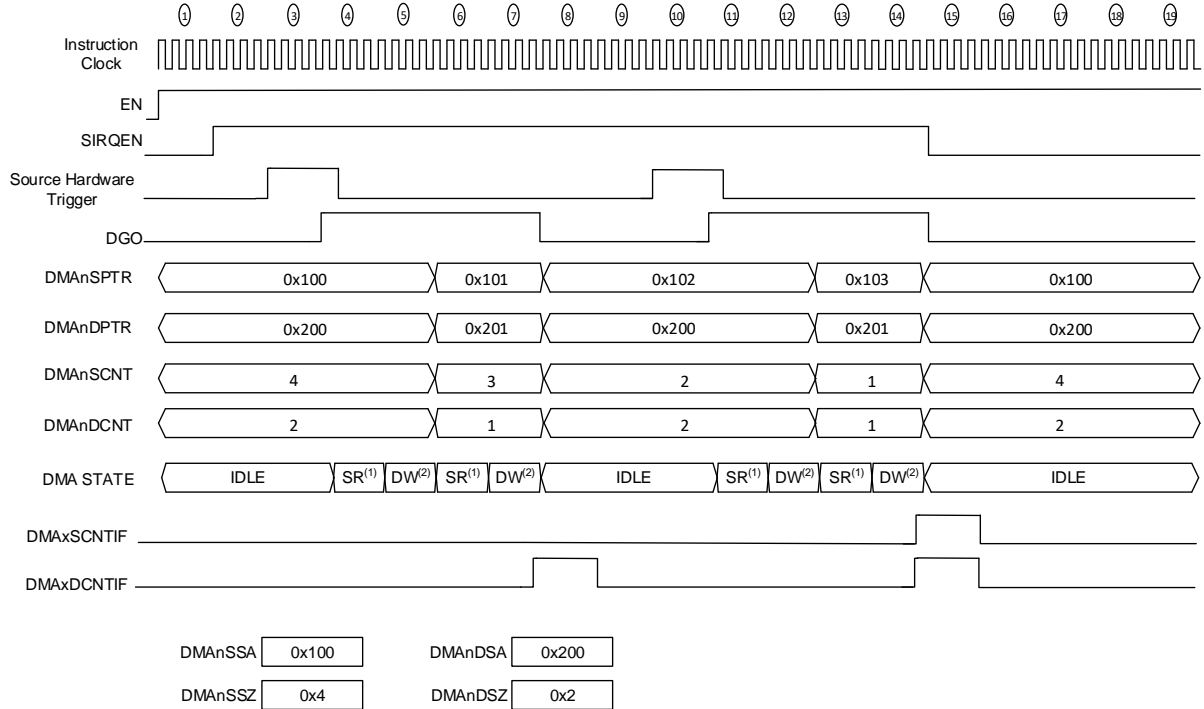 1 2 3 4 5 6 7 8 9 10 11 12 13 14 15 16 17 18 19
Instruction
Clock
EN
SIRQEN
Source Hardware
Trigger
DGO
DMAnSPTR 0x100 0x101 0x102 0x103 0x100
DMAnDPTR 0x200 0x201 0x200 0x201 0x200
DMAnSCNT 4 3 2 1 4
DMAnDCNT 2 1 2 1 2
DMA STATE IDLE SR(1) DW(2) SR(1) DW(2) IDLE SR(1) DW(2) SR(1) DW(2) IDLE
DMAxSCNTIF
DMAxDCNTIF
DMAnSSA 0x100 DMAnDSA 0x200
DMAnSSZ 0x4 DMAnDSZ 0x2